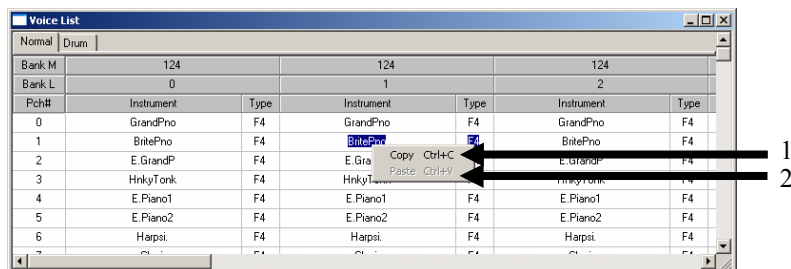 Voice List
Normal Drum
Bank M 124 124 124
Bank L 0 1 2
Pch# Instrument Type Instrument Type Instrument Type
0 GrandPno F4 GrandPno F4 GrandPno F4
1 BritePno F4 BritePno F4 BritePno F4
Copy Ctrl+C 1
2 E.GrandP F4 E.Gra E.GrandP F4
Paste Ctrl+V 2
3 HnkyTonk F4 HnkyTonk F4 HnkyTonk F4
4 E.Piano1 F4 E.Piano1 F4 E.Piano1 F4
5 E.Piano2 F4 E.Piano2 F4 E.Piano2 F4
6 Harpsi. F4 Harpsi. F4 Harpsi. F4